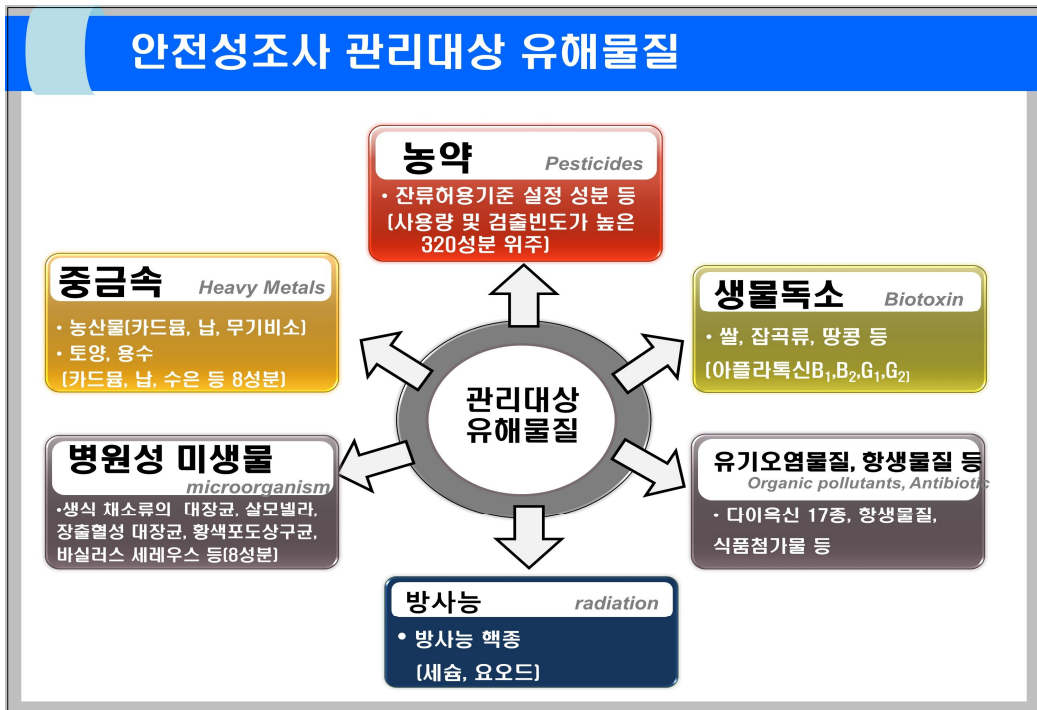 안전성조사 관리대상 유해물질
농약 Pesticides
· 잔류허용기준 설정 성분 등
(사용량 및 검출빈도가 높은
320성분 위주)
중금속 Heavy Metals
· 농산물(카드뮴, 납, 무기비소)
· 토양, 용수
(카드뮴, 납, 수은 등 8성분)
생물독소 Biotoxin
· 쌀, 잡곡류, 땅콩 등
(아플라톡신B₁,B₂,G₁,G₂)
관리대상
유해물질
병원성 미생물
microorganism
·생식 채소류의 대장균, 살모넬라,
장출혈성 대장균, 황색포도상구균,
바실러스 세레우스 등(8성분)
유기오염물질, 항생물질 등
Organic pollutants, Antibiotic
· 다이옥신 17종, 항생물질,
식품첨가물 등
방사능 radiation
• 방사능 핵종
(세슘, 요오드)